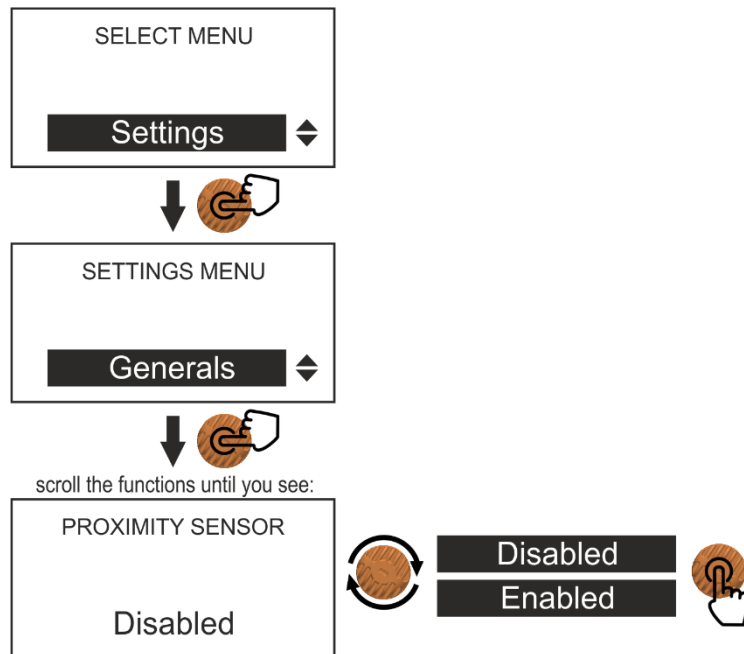 SELECT MENU
Settings
SETTINGS MENU
Generals
scroll the functions until you see:
PROXIMITY SENSOR
Disabled
Disabled
Enabled